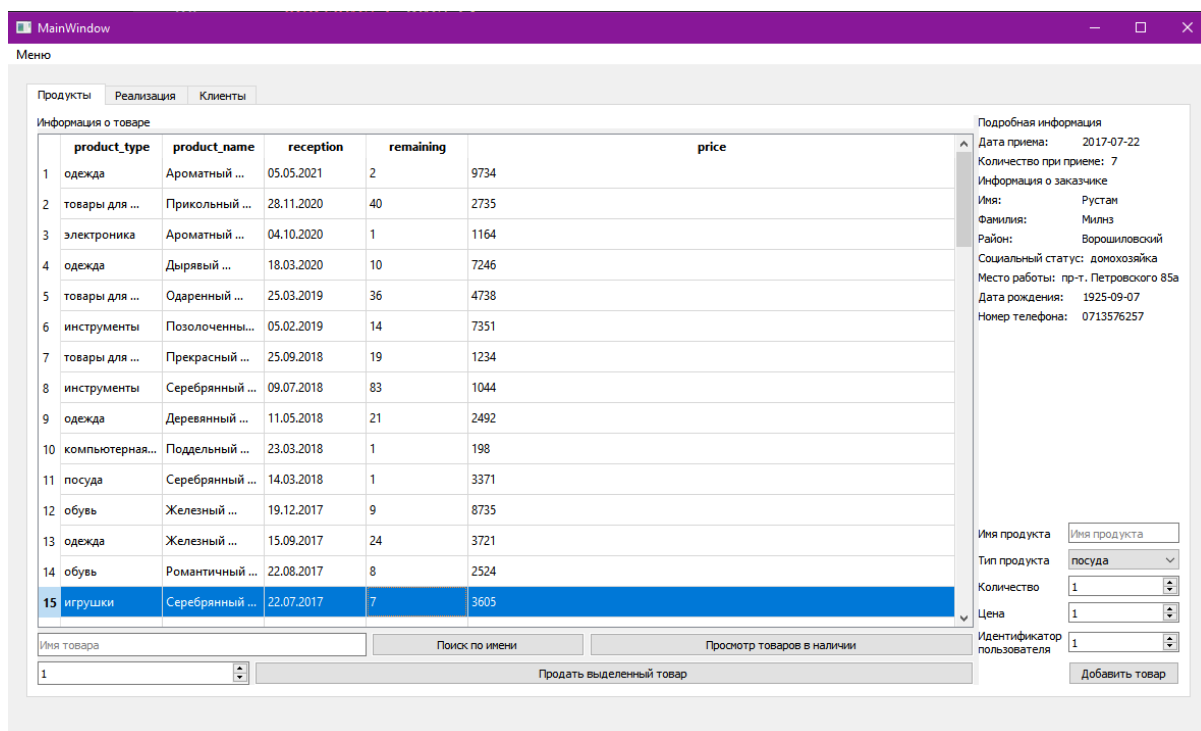 MainWindow
Меню
Продукты Реализация Клиенты
Информация о товаре
product_type product_name reception remaining price
1 одежда Ароматный ... 05.05.2021 2 9734
2 товары для ... Прикольный ... 28.11.2020 40 2735
3 электроника Ароматный ... 04.10.2020 1 1164
4 одежда Дырявый ... 18.03.2020 10 7246
5 товары для ... Одаренный ... 25.03.2019 36 4738
6 инструменты Позолоченны... 05.02.2019 14 7351
7 товары для ... Прекрасный ... 25.09.2018 19 1234
8 инструменты Серебрянный ... 09.07.2018 83 1044
9 одежда Деревянный ... 11.05.2018 21 2492
10 компьютерная... Поддельный ... 23.03.2018 1 198
11 посуда Серебрянный ... 14.03.2018 1 3371
12 обувь Железный ... 19.12.2017 9 8735
13 одежда Железный ... 15.09.2017 24 3721
14 обувь Романтичный ... 22.08.2017 8 2524
15 игрушки Серебрянный ... 22.07.2017 7 3605
Имя товара Поиск по имени Просмотр товаров в наличии
1 Продать выделенный товар
Подробная информация
Дата приема: 2017-07-22
Количество при приеме: 7
Информация о заказчике
Имя: Рустам
Фамилия: Милнз
Район: Ворошиловский
Социальный статус: домохозяйка
Место работы: пр-т. Петровского 85а
Дата рождения: 1925-09-07
Номер телефона: 0713576257
Имя продукта Имя продукта
Тип продукта посуда
Количество 1
Цена 1
Идентификатор
пользователя 1
Добавить товар